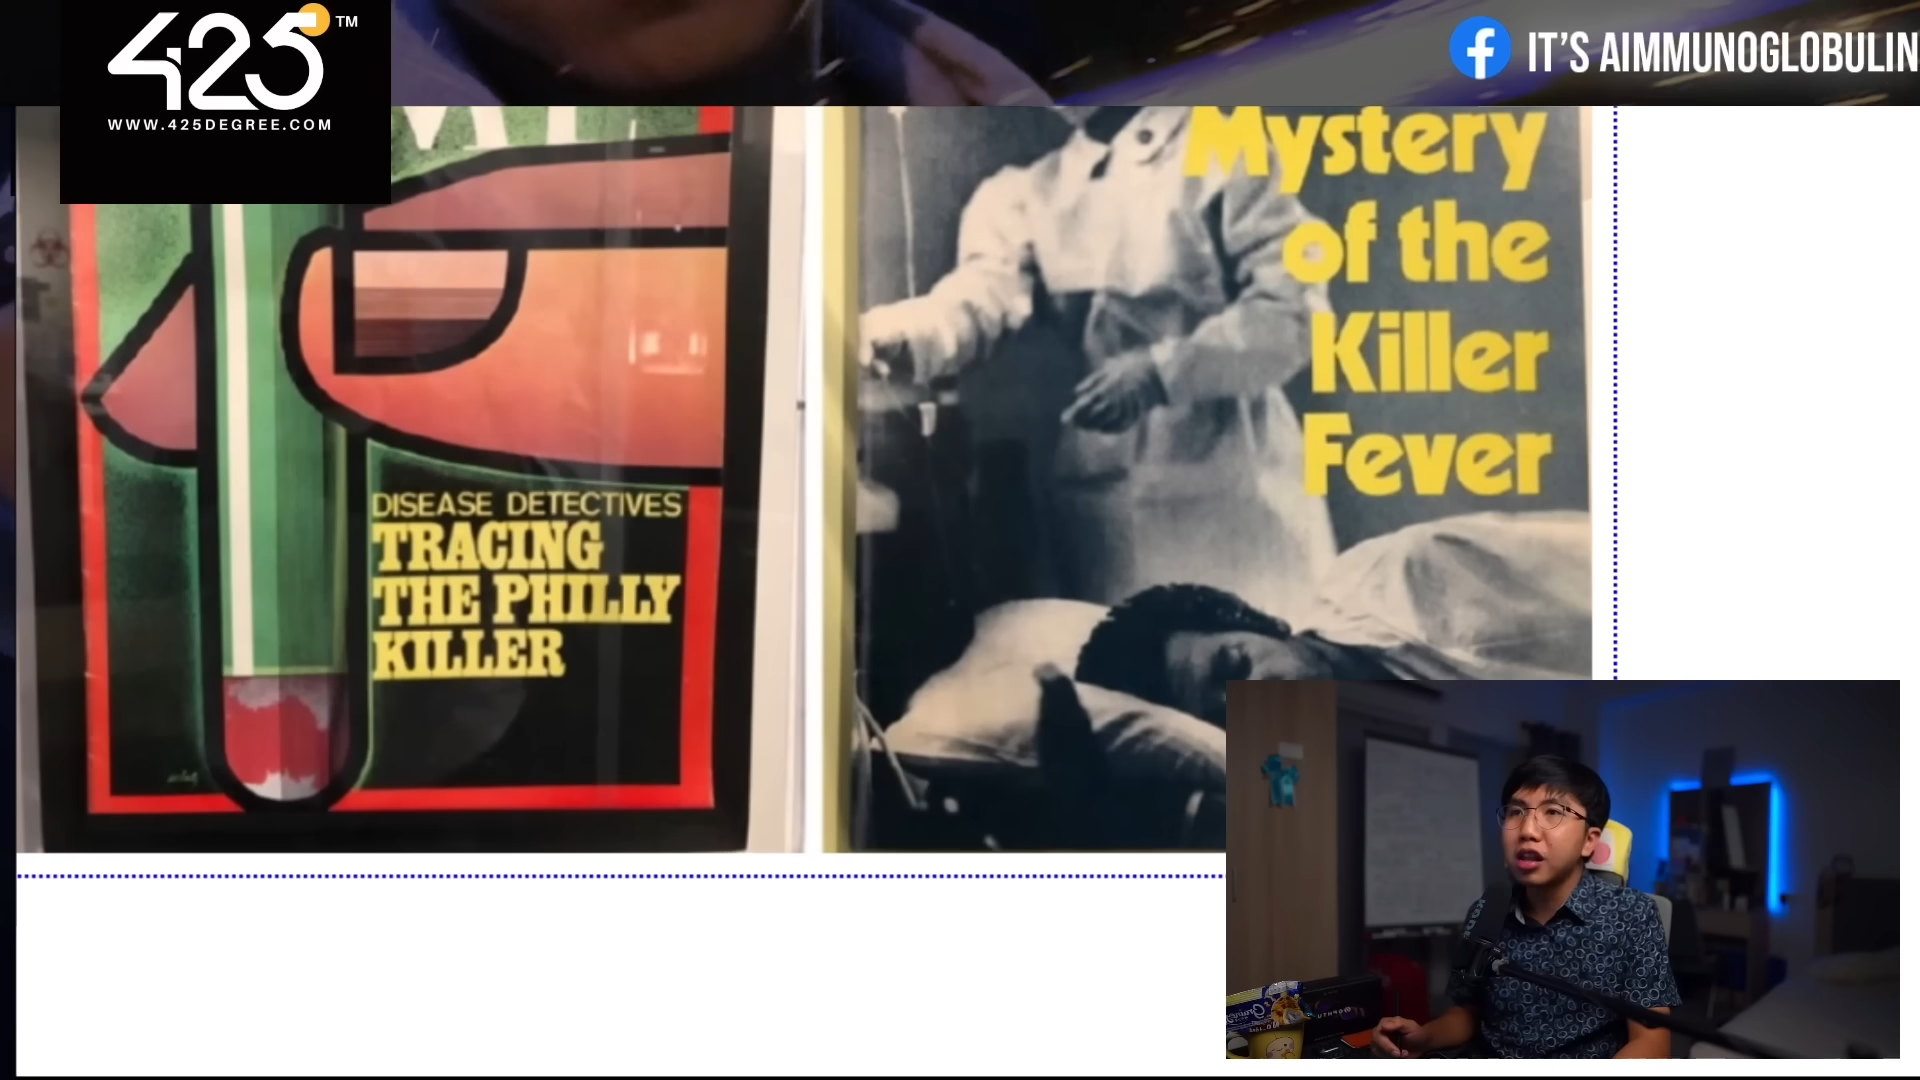 425°™
WWW.425DEGREE.COM
IT'S AIMMUNOGLOBULIN
DISEASE DETECTIVES
TRACING
THE PHILLY
KILLER
Mystery
of the
Killer
Fever